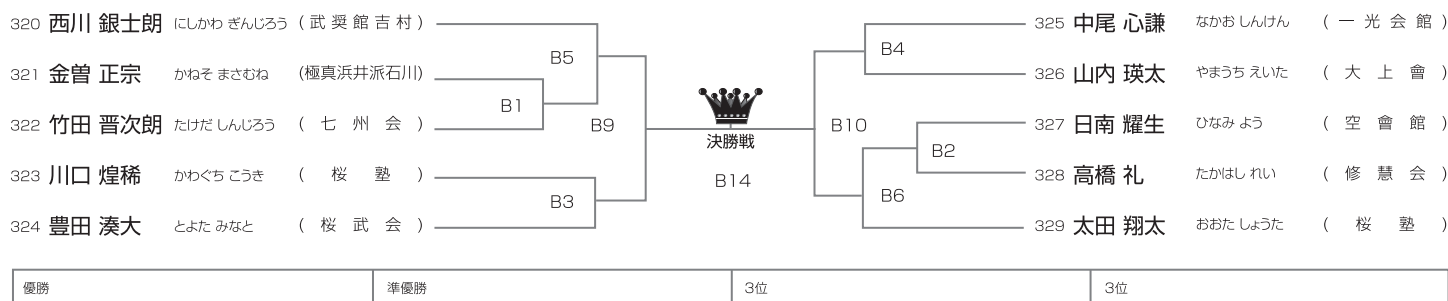 320 西川 銀士朗 にしかわ ぎんじろう (武奨館吉村)
321 金曽 正宗 かねそ まさむね (極真浜井派石川)
322 竹田 晋次朗 たけだ しんじろう (七州会)
323 川口 煌稀 かわぐち こうき (桜塾)
324 豊田 湊大 とよた みなと (桜武会)
B5
B1
B9
B3
決勝戦
B14
B4
B10
B2
B6
325 中尾 心謙 なかお しんけん (一光会館)
326 山内 瑛太 やまうち えいた (大上會)
327 日南 耀生 ひなみ よう (空會館)
328 高橋 礼 たかはし れい (修慧会)
329 太田 翔太 おおた しょうた (桜塾)
優勝 準優勝 3位 3位